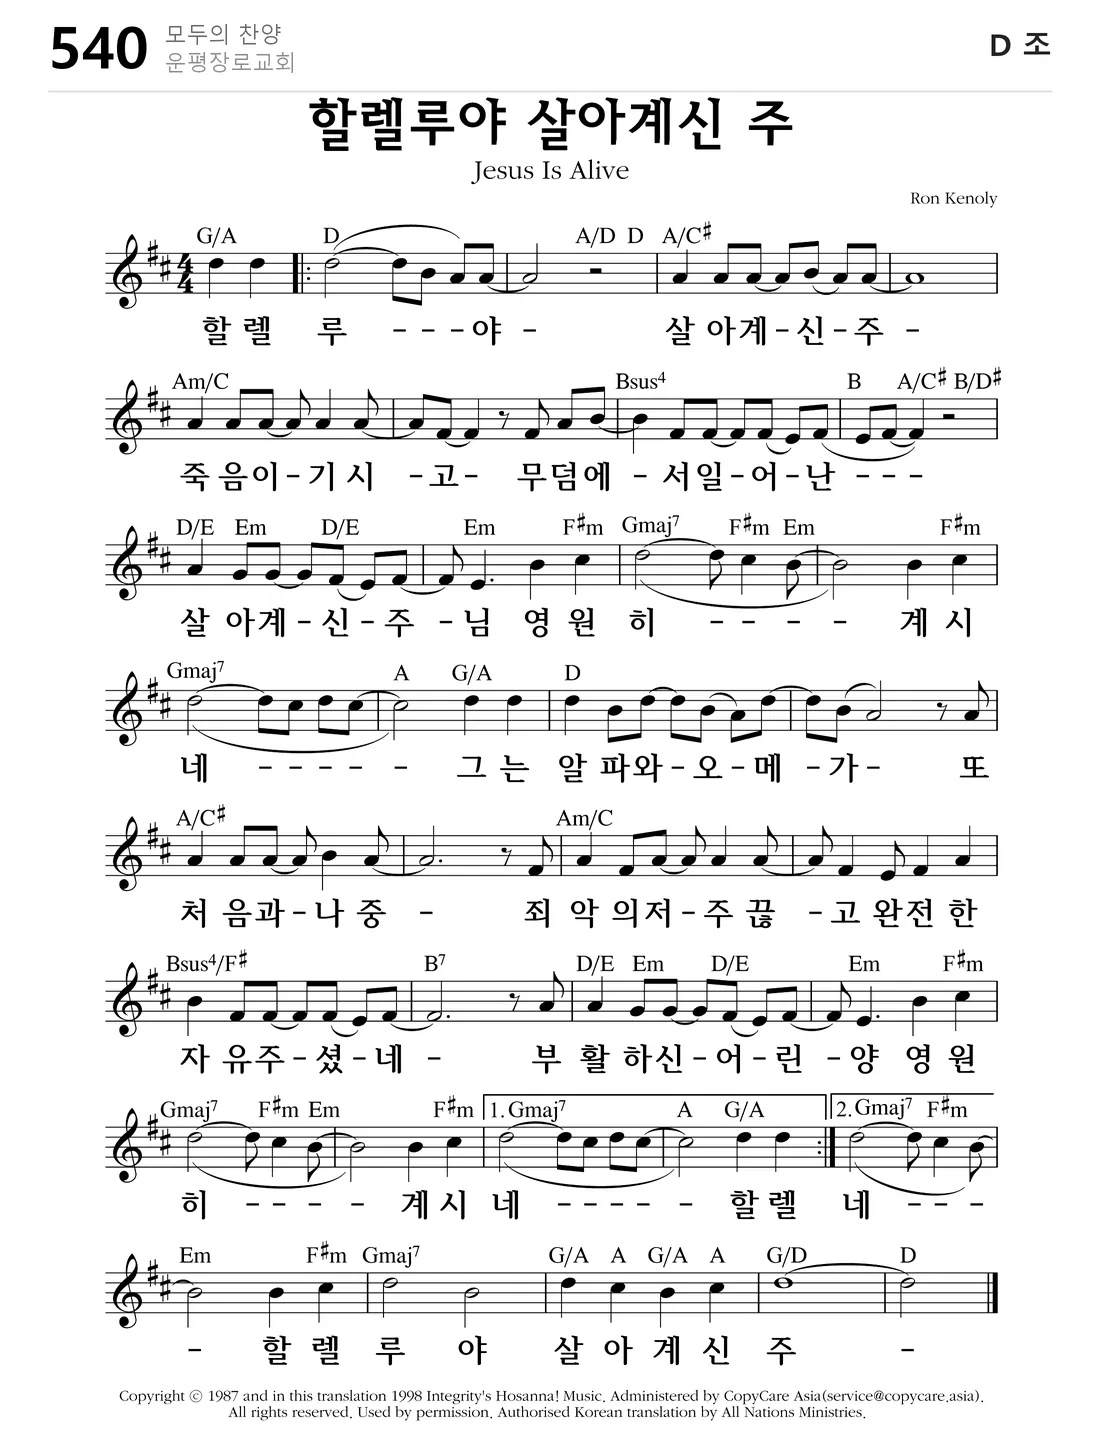 540 모두의 찬양
운평장로교회
D 조
할렐루야 살아계신 주
Jesus Is Alive
Ron Kenoly
G/A D A/D D A/C♯
할 렐 루 - - - 야 - 살 아계 - 신 - 주 -
Am/C Bsus4 B A/C♯ B/D♯
죽 음이 - 기 시 - 고 - 무덤에 - 서일 - 어 - 난 - - -
D/E Em D/E Em F♯m Gmaj7 F♯m Em F♯m
살 아계 - 신 - 주 - 님 영 원 히 - - - - 계 시
Gmaj7 A G/A D
네 - - - - - 그 는 알 파와 - 오 - 메 - 가 - 또
A/C♯ Am/C
처 음과 - 나 중 - 죄 악 의저 - 주 끊 - 고 완전 한
Bsus4/F♯ B7 D/E Em D/E Em F♯m
자 유주 - 셨 - 네 - 부 활 하신 - 어 - 린 - 양 영 원
Gmaj7 F♯m Em F♯m 1. Gmaj7 A G/A 2. Gmaj7 F♯m
히 - - - - 계 시 네 - - - - - 할 렐 네 - - -
Em F♯m Gmaj7 G/A A G/A A G/D D
- 할 렐 루 야 살 아 계 신 주 -
Copyright ⓒ 1987 and in this translation 1998 Integrity's Hosanna! Music. Administered by CopyCare Asia(service@copycare.asia).
All rights reserved. Used by permission. Authorised Korean translation by All Nations Ministries.